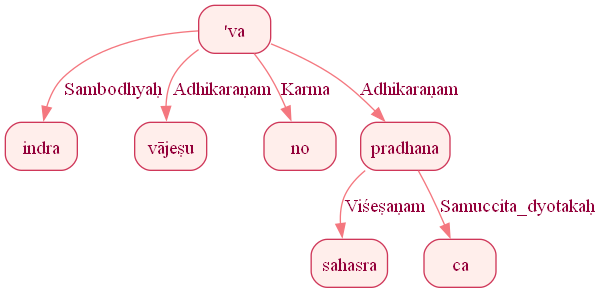 'va
Sambodhyaḥ Adhikaraṇam Karma Adhikaraṇam
indra vājeṣu no pradhana
Viśeṣaṇam Samuccita_dyotakaḥ
sahasra ca